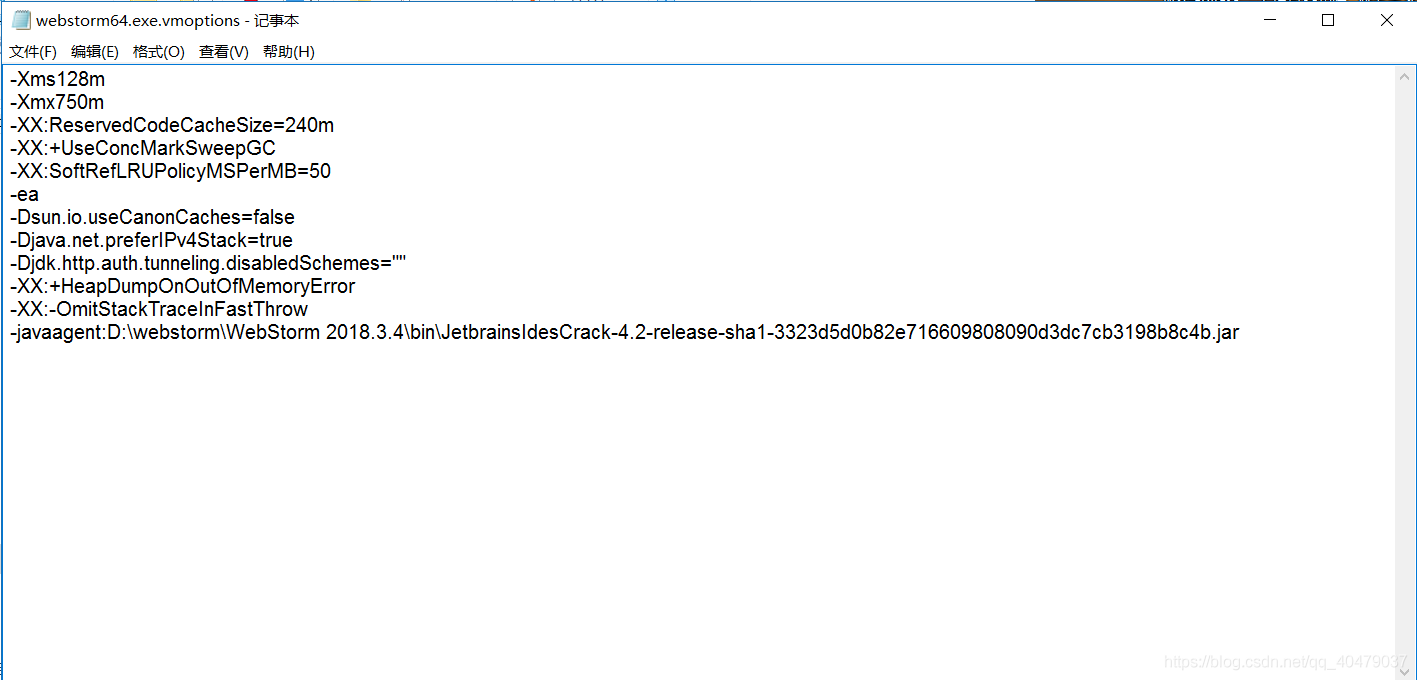 webstorm64.exe.vmoptions - 记事本
文件(F) 编辑(E) 格式(O) 查看(V) 帮助(H)
-Xms128m
-Xmx750m
-XX:ReservedCodeCacheSize=240m
-XX:+UseConcMarkSweepGC
-XX:SoftRefLRUPolicyMSPerMB=50
-ea
-Dsun.io.useCanonCaches=false
-Djava.net.preferIPv4Stack=true
-Djdk.http.auth.tunneling.disabledSchemes=""
-XX:+HeapDumpOnOutOfMemoryError
-XX:-OmitStackTraceInFastThrow
-javaagent:D:\webstorm\WebStorm 2018.3.4\bin\JetbrainsIdesCrack-4.2-release-sha1-3323d5d0b82e716609808090d3dc7cb3198b8c4b.jar
https://blog.csdn.net/qq_40479037